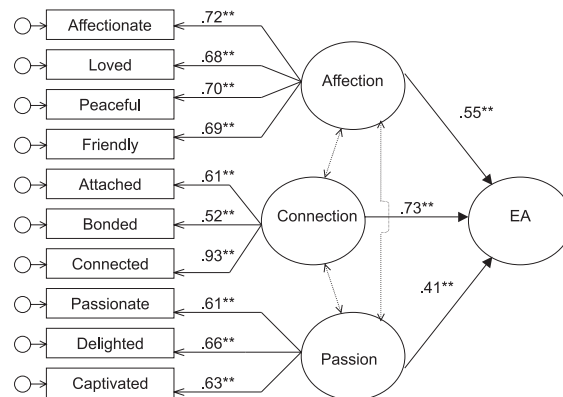 Affectionate .72**
Loved .68**
Affection
Peaceful .70**
.55**
Friendly .69**
Attached .61**
Bonded .52**
Connection .73** EA
Connected .93**
Passionate .61**
.41**
Delighted .66**
Passion
Captivated .63**